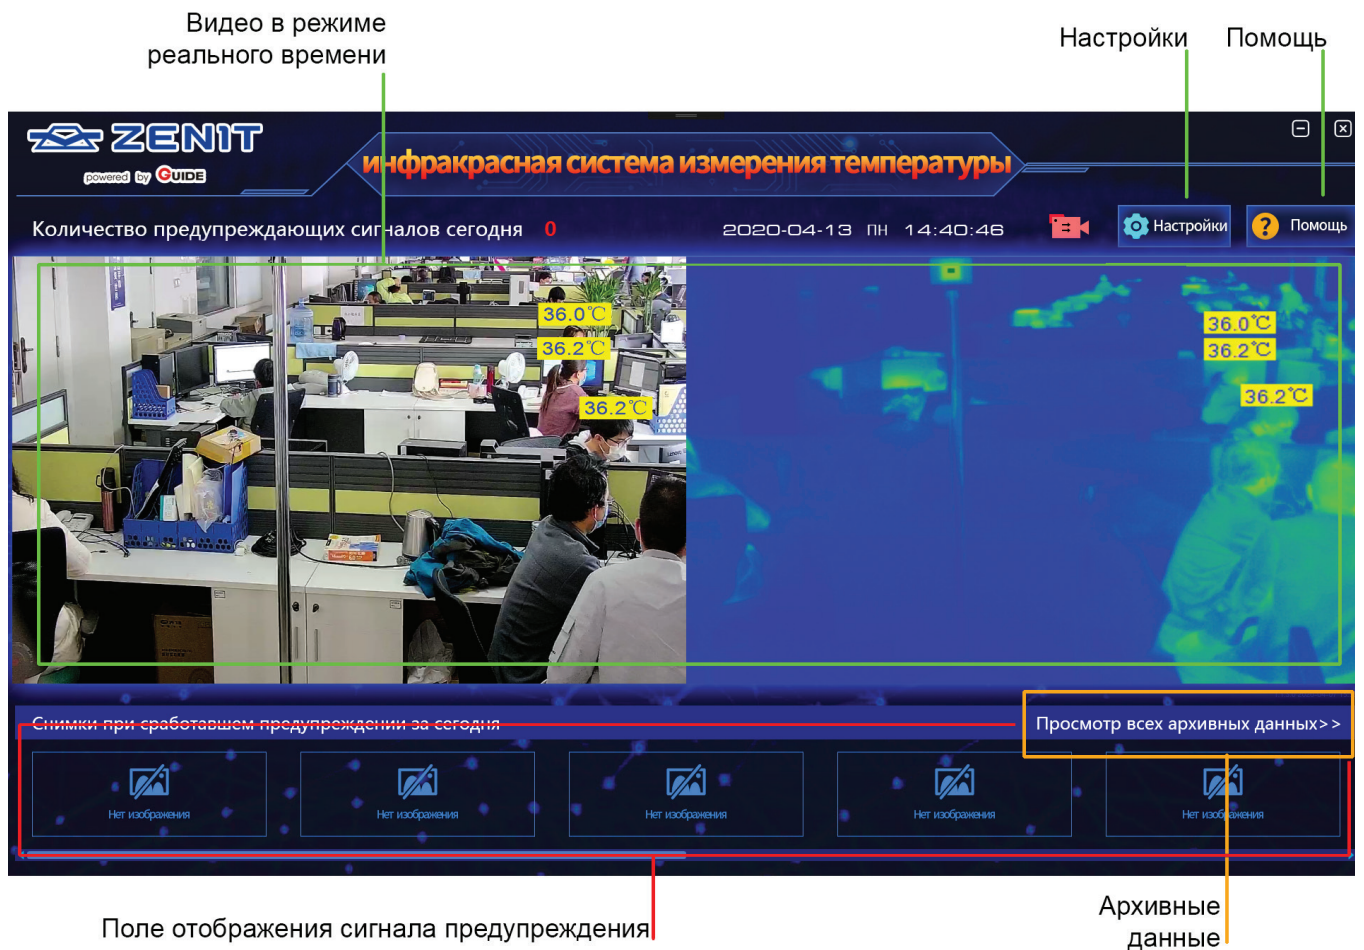 Видео в режиме
реального времени
Настройки
Помощь
ZENIT
powered by GUIDE
инфракрасная система измерения температуры
Количество предупреждающих сигналов сегодня 0
2020-04-13 ПН 14:40:46
Настройки
Помощь
36.0℃
36.2℃
36.2℃
36.0℃
36.2℃
36.2℃
Снимки при сработавшем предупреждении за сегодня
Просмотр всех архивных данных>>
Нет изображения
Нет изображения
Нет изображения
Нет изображения
Нет изображения
Поле отображения сигнала предупреждения
Архивные
данные